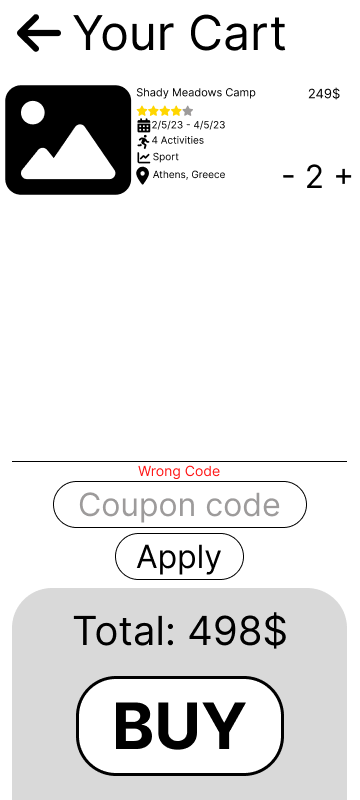 Your Cart
Shady Meadows Camp
249$
2/5/23 - 4/5/23
4 Activities
Sport
Athens, Greece
- 2 +
Wrong Code
Coupon code
Apply
Total: 498$
BUY